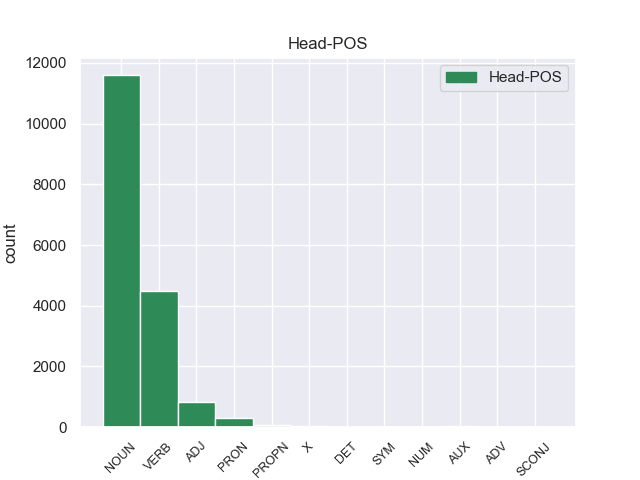 Head-POS
Head-POS
12000
10000
8000
6000
4000
2000
0
count
NOUN VERB ADJ PRON PROPN X DET SYM NUM AUX ADV SCONJ